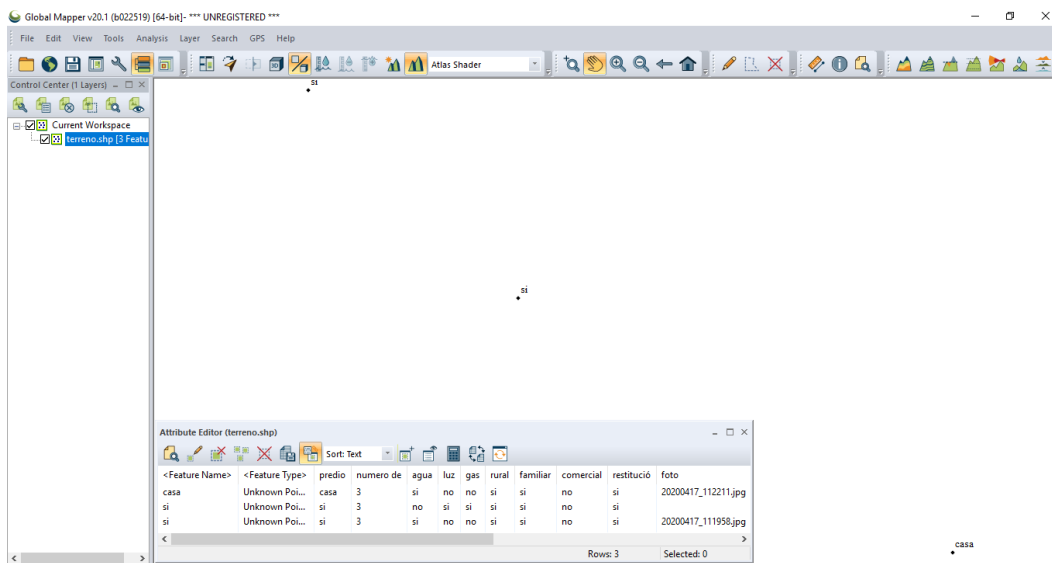 Global Mapper v20.1 (b022519) [64-bit]- *** UNREGISTERED ***
File Edit View Tools Analysis Layer Search GPS Help
Atlas Shader
Control Center (1 Layers)
Current Workspace
terreno.shp [3 Featu
si
si
Attribute Editor (terreno.shp)
Sort: Text
<Feature Name> <Feature Type> predio numero de agua luz gas rural familiar comercial restitució foto
casa Unknown Poi... casa 3 si no no si si no si 20200417_112211.jpg
si Unknown Poi... si 3 no si si si si no si
si Unknown Poi... si 3 si no no si si no si 20200417_111958.jpg
Rows: 3 Selected: 0
casa